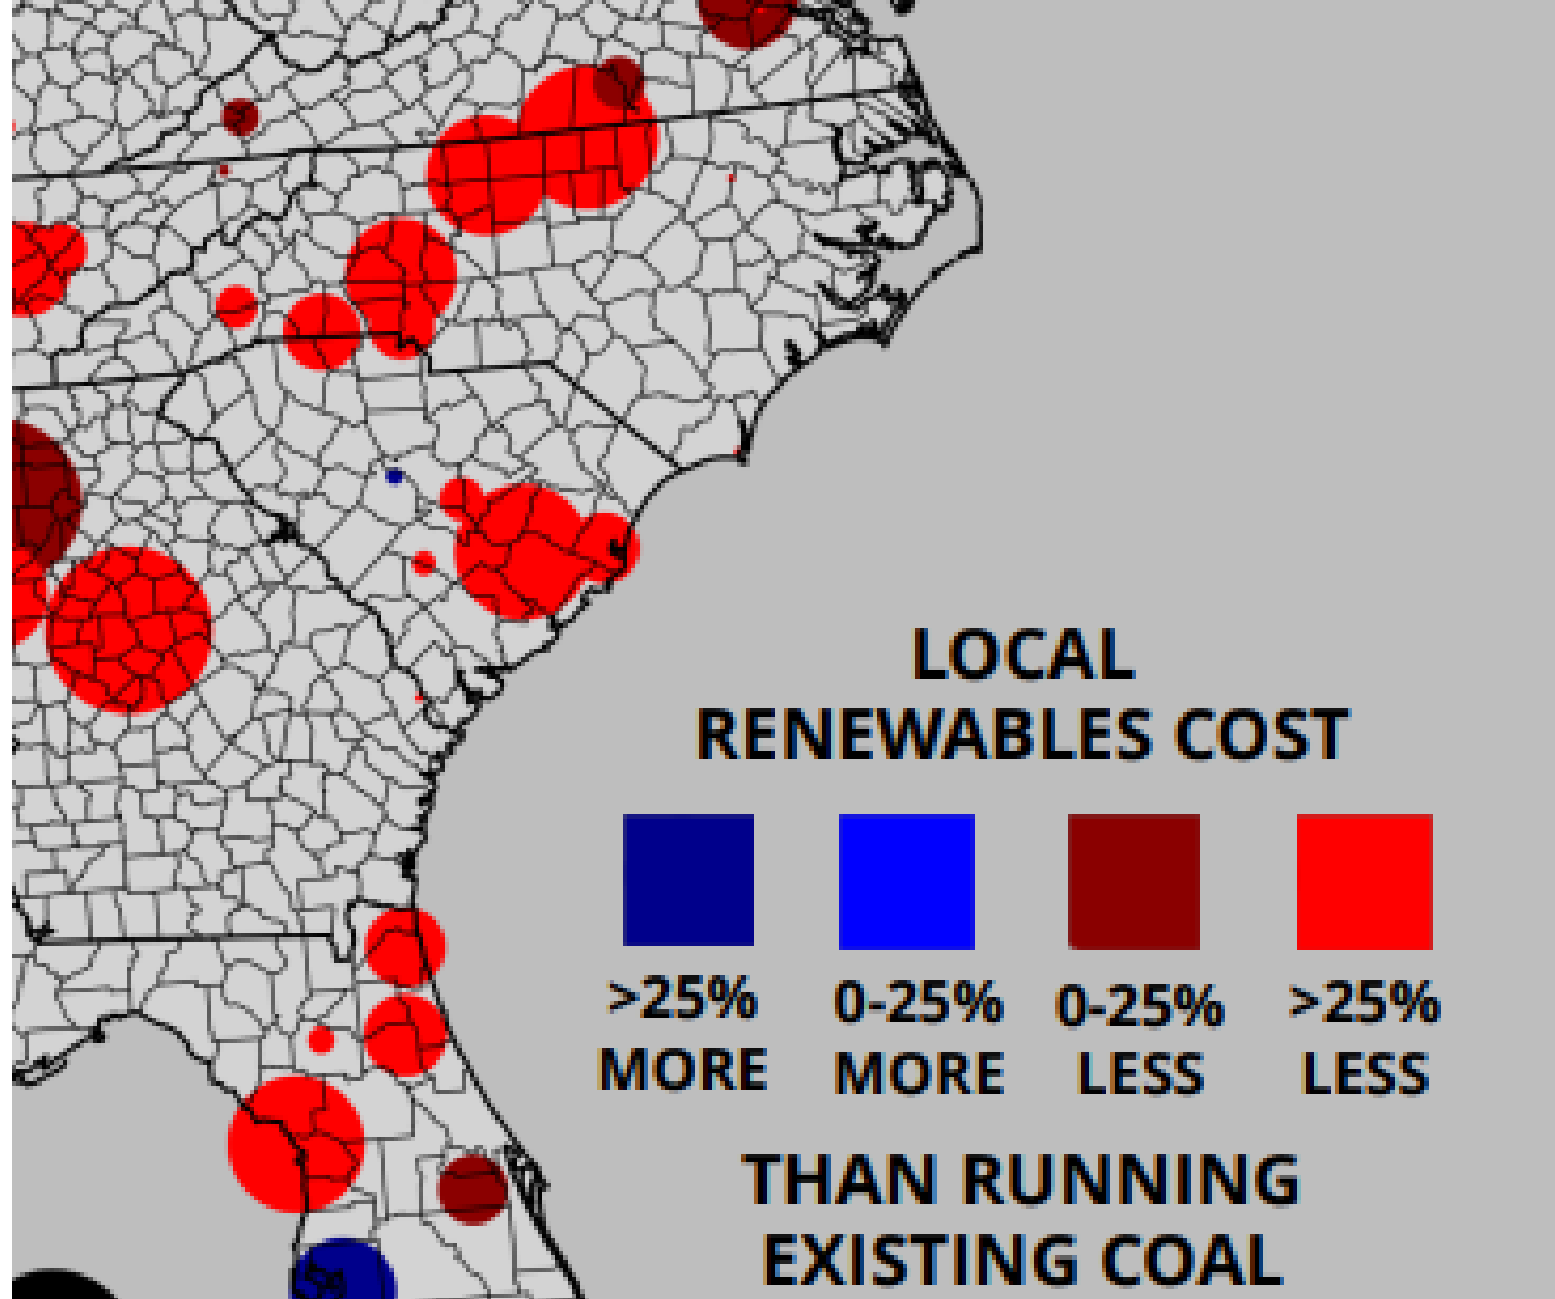 LOCAL
RENEWABLES COST
>25% 0-25% 0-25% >25%
MORE MORE LESS LESS
THAN RUNNING
EXISTING COAL